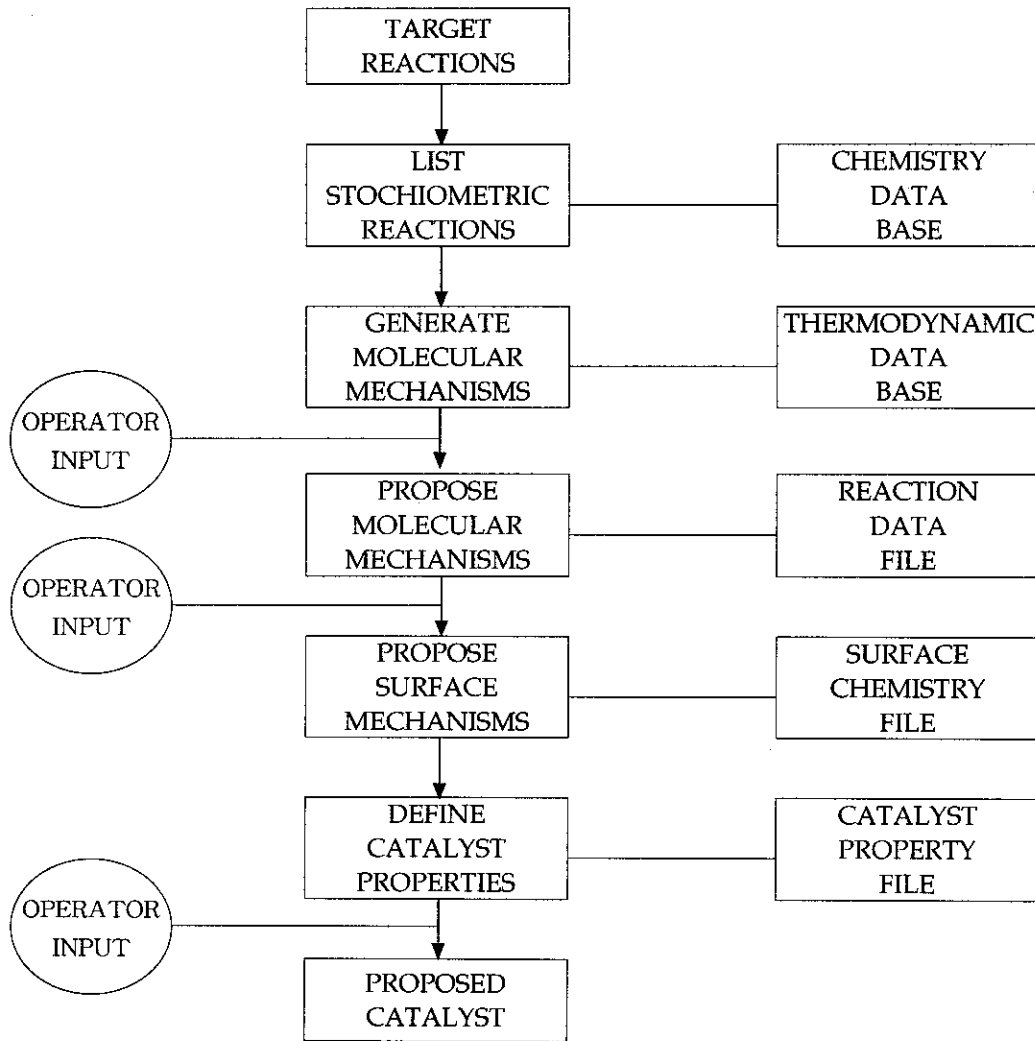 TARGET
REACTIONS
LIST
STOCHIOMETRIC
REACTIONS
CHEMISTRY
DATA
BASE
GENERATE
MOLECULAR
MECHANISMS
THERMODYNAMIC
DATA
BASE
OPERATOR
INPUT
PROPOSE
MOLECULAR
MECHANISMS
REACTION
DATA
FILE
OPERATOR
INPUT
PROPOSE
SURFACE
MECHANISMS
SURFACE
CHEMISTRY
FILE
DEFINE
CATALYST
PROPERTIES
CATALYST
PROPERTY
FILE
OPERATOR
INPUT
PROPOSED
CATALYST